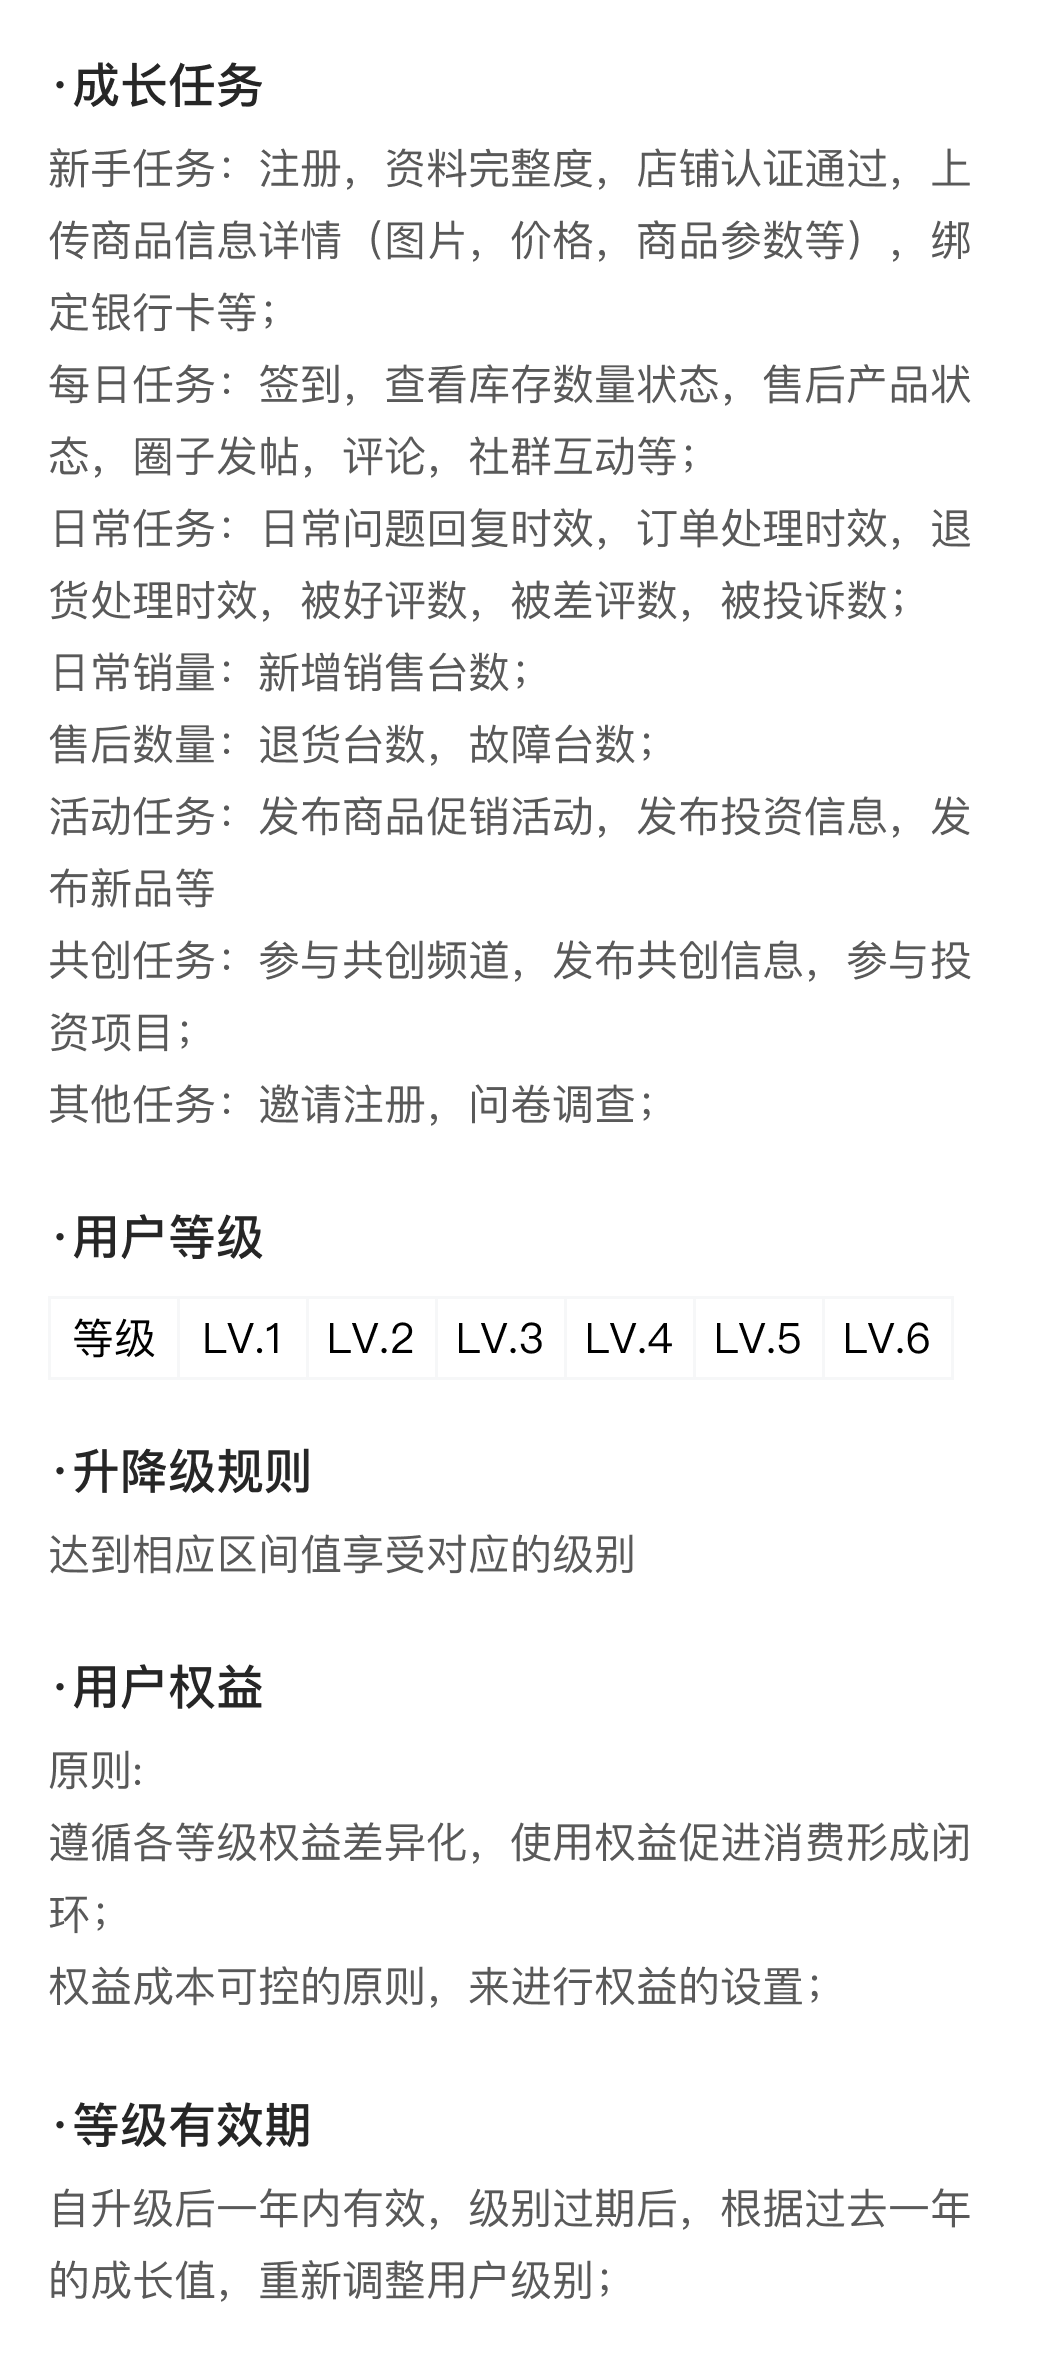 ·成长任务
新手任务：注册，资料完整度，店铺认证通过，上
传商品信息详情（图片，价格，商品参数等），绑
定银行卡等；
每日任务：签到，查看库存数量状态，售后产品状
态，圈子发帖，评论，社群互动等；
日常任务：日常问题回复时效，订单处理时效，退
货处理时效，被好评数，被差评数，被投诉数；
日常销量：新增销售台数；
售后数量：退货台数，故障台数；
活动任务：发布商品促销活动，发布投资信息，发
布新品等
共创任务：参与共创频道，发布共创信息，参与投
资项目；
其他任务：邀请注册，问卷调查；
·用户等级
等级 LV.1 LV.2 LV.3 LV.4 LV.5 LV.6
·升降级规则
达到相应区间值享受对应的级别
·用户权益
原则:
遵循各等级权益差异化，使用权益促进消费形成闭
环；
权益成本可控的原则，来进行权益的设置；
·等级有效期
自升级后一年内有效，级别过期后，根据过去一年
的成长值，重新调整用户级别；